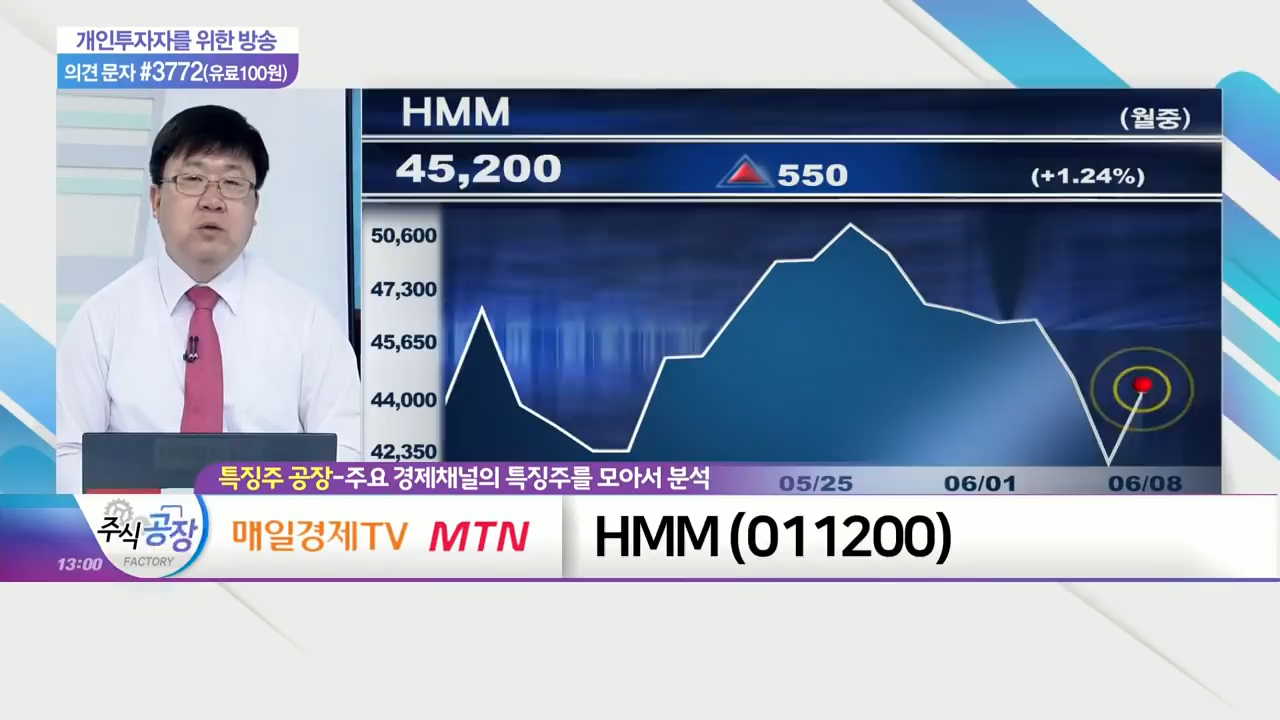 개인투자자를 위한 방송
의견 문자 #3772(유료100원)
HMM
(월중)
45,200
550
(+1.24%)
50,600
47,300
45,650
44,000
42,350
05/25
06/01
06/08
특징주 공장-주요 경제채널의 특징주를 모아서 분석
주식공장
FACTORY
13:00
매일경제TV MTN
HMM (011200)